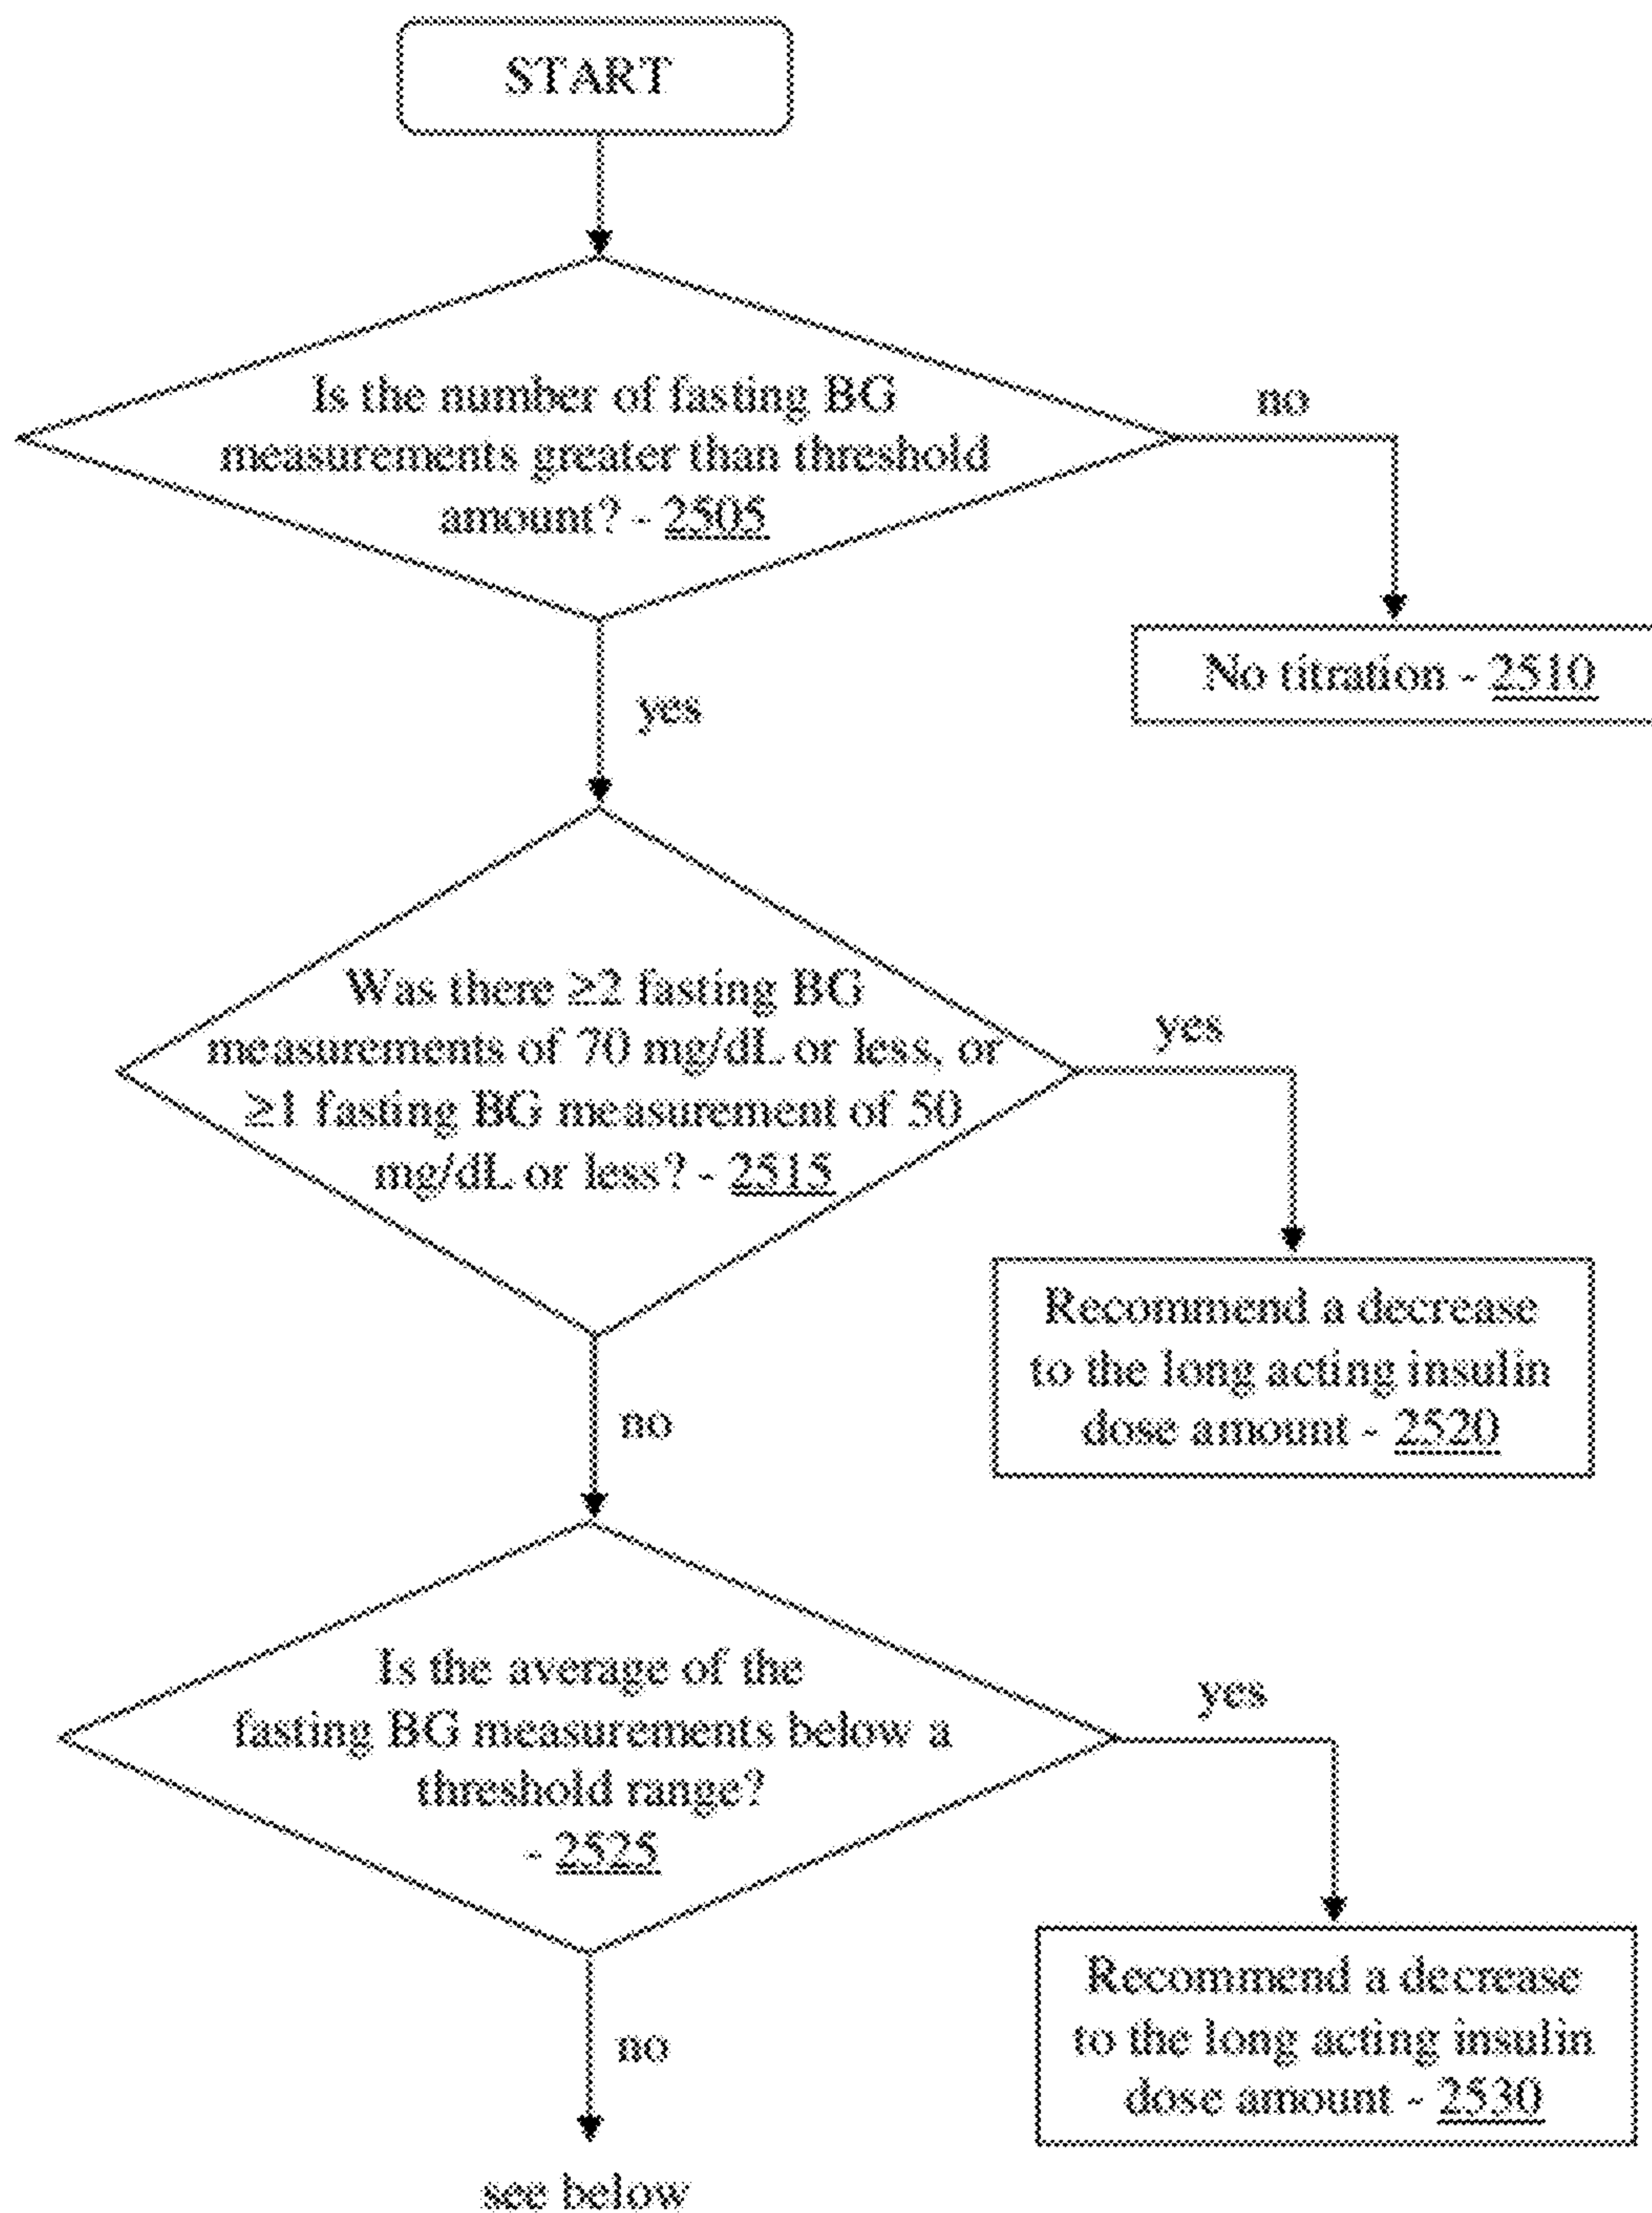 START
Is the number of fasting BG
measurements greater than threshold
amount? - 2505
no
No titration - 2510
yes
Was there ≥2 fasting BG
measurements of 70 mg/dL or less, or
≥1 fasting BG measurement of 50
mg/dL or less? - 2515
yes
Recommend a decrease
to the long acting insulin
dose amount - 2520
no
Is the average of the
fasting BG measurements below a
threshold range?
- 2525
yes
Recommend a decrease
to the long acting insulin
dose amount - 2530
no
see below